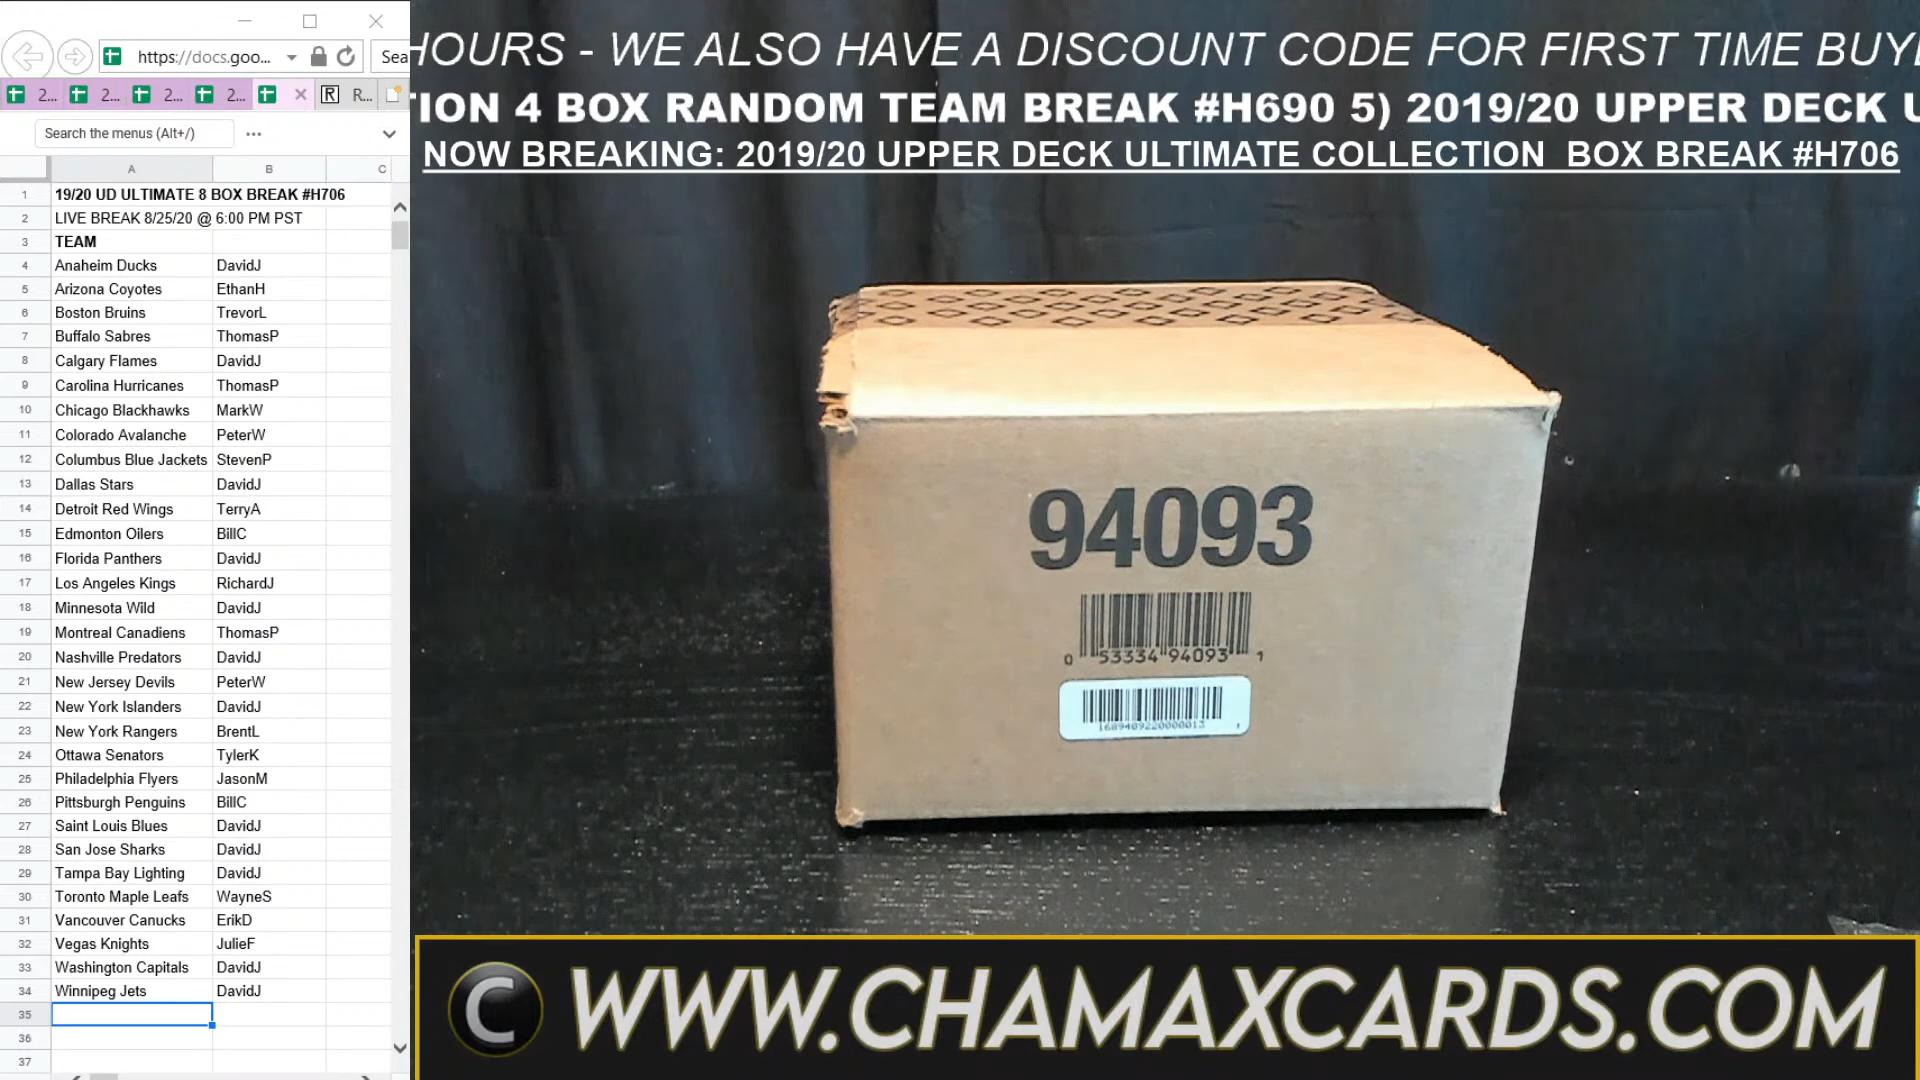 https://docs.goo...
Sea
2...
2...
2...
2...
R
R...
Search the menus (Alt+/)
A B C
1 19/20 UD ULTIMATE 8 BOX BREAK #H706
2 LIVE BREAK 8/25/20 @ 6:00 PM PST
3 TEAM
4 Anaheim Ducks DavidJ
5 Arizona Coyotes EthanH
6 Boston Bruins TrevorL
7 Buffalo Sabres ThomasP
8 Calgary Flames DavidJ
9 Carolina Hurricanes ThomasP
10 Chicago Blackhawks MarkW
11 Colorado Avalanche PeterW
12 Columbus Blue Jackets StevenP
13 Dallas Stars DavidJ
14 Detroit Red Wings TerryA
15 Edmonton Oilers BillC
16 Florida Panthers DavidJ
17 Los Angeles Kings RichardJ
18 Minnesota Wild DavidJ
19 Montreal Canadiens ThomasP
20 Nashville Predators DavidJ
21 New Jersey Devils PeterW
22 New York Islanders DavidJ
23 New York Rangers BrentL
24 Ottawa Senators TylerK
25 Philadelphia Flyers JasonM
26 Pittsburgh Penguins BillC
27 Saint Louis Blues DavidJ
28 San Jose Sharks DavidJ
29 Tampa Bay Lighting DavidJ
30 Toronto Maple Leafs WayneS
31 Vancouver Canucks ErikD
32 Vegas Knights JulieF
33 Washington Capitals DavidJ
34 Winnipeg Jets DavidJ
35
36
37
HOURS - WE ALSO HAVE A DISCOUNT CODE FOR FIRST TIME BUYE
TION 4 BOX RANDOM TEAM BREAK #H690 5) 2019/20 UPPER DECK U
NOW BREAKING: 2019/20 UPPER DECK ULTIMATE COLLECTION BOX BREAK #H706
94093
0 53334 94093 1
C WWW.CHAMAXCARDS.COM